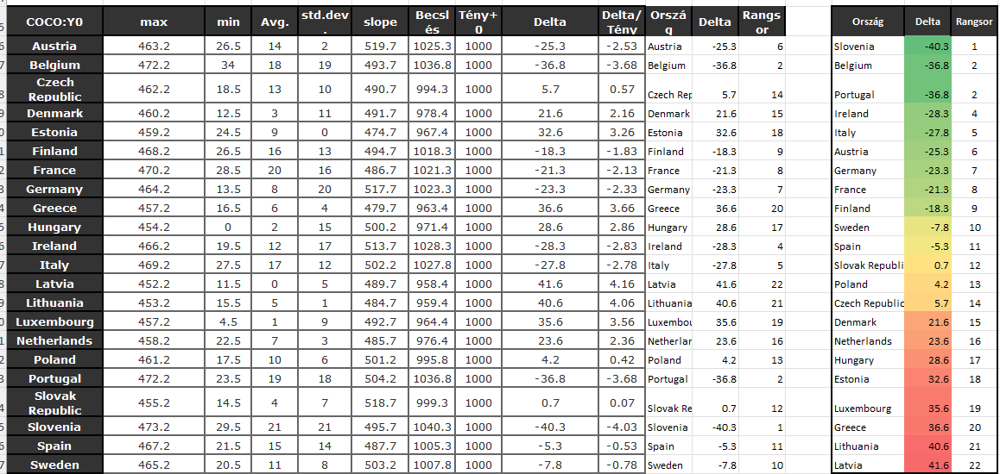 COCO:Y0 max min Avg. std.dev. slope Becslés Tény+0 Delta Delta/Tény Ország Delta Rangsor Ország Delta Rangsor
Austria 463.2 26.5 14 2 519.7 1025.3 1000 -25.3 -2.53 Austria -25.3 6 Slovenia -40.3 1
Belgium 472.2 34 18 19 493.7 1036.8 1000 -36.8 -3.68 Belgium -36.8 2 Belgium -36.8 2
Czech Republic 462.2 18.5 13 10 490.7 994.3 1000 5.7 0.57 Czech Rep 5.7 14 Portugal -36.8 2
Denmark 460.2 12.5 3 11 491.7 978.4 1000 21.6 2.16 Denmark 21.6 15 Ireland -28.3 4
Estonia 459.2 24.5 9 0 474.7 967.4 1000 32.6 3.26 Estonia 32.6 18 Italy -27.8 5
Finland 468.2 26.5 16 13 494.7 1018.3 1000 -18.3 -1.83 Finland -18.3 9 Austria -25.3 6
France 470.2 28.5 20 16 486.7 1021.3 1000 -21.3 -2.13 France -21.3 8 Germany -23.3 7
Germany 464.2 13.5 8 20 517.7 1023.3 1000 -23.3 -2.33 Germany -23.3 7 France -21.3 8
Greece 457.2 16.5 6 4 479.7 963.4 1000 36.6 3.66 Greece 36.6 20 Finland -18.3 9
Hungary 454.2 0 2 15 500.2 971.4 1000 28.6 2.86 Hungary 28.6 17 Sweden -7.8 10
Ireland 466.2 19.5 12 17 513.7 1028.3 1000 -28.3 -2.83 Ireland -28.3 4 Spain -5.3 11
Italy 469.2 27.5 17 12 502.2 1027.8 1000 -27.8 -2.78 Italy -27.8 5 Slovak Republi 0.7 12
Latvia 452.2 11.5 0 5 489.7 958.4 1000 41.6 4.16 Latvia 41.6 22 Poland 4.2 13
Lithuania 453.2 15.5 5 1 484.7 959.4 1000 40.6 4.06 Lithuania 40.6 21 Czech Republic 5.7 14
Luxembourg 457.2 4.5 1 9 492.7 964.4 1000 35.6 3.56 Luxembou 35.6 19 Denmark 21.6 15
Netherlands 458.2 22.5 7 3 485.7 976.4 1000 23.6 2.36 Netherlan 23.6 16 Netherlands 23.6 16
Poland 461.2 17.5 10 6 501.2 995.8 1000 4.2 0.42 Poland 4.2 13 Hungary 28.6 17
Portugal 472.2 23.5 19 18 504.2 1036.8 1000 -36.8 -3.68 Portugal -36.8 2 Estonia 32.6 18
Slovak Republic 455.2 14.5 4 7 518.7 999.3 1000 0.7 0.07 Slovak Re 0.7 12 Luxembourg 35.6 19
Slovenia 473.2 29.5 21 21 495.7 1040.3 1000 -40.3 -4.03 Slovenia -40.3 1 Greece 36.6 20
Spain 467.2 21.5 15 14 487.7 1005.3 1000 -5.3 -0.53 Spain -5.3 11 Lithuania 40.6 21
Sweden 465.2 20.5 11 8 503.2 1007.8 1000 -7.8 -0.78 Sweden -7.8 10 Latvia 41.6 22